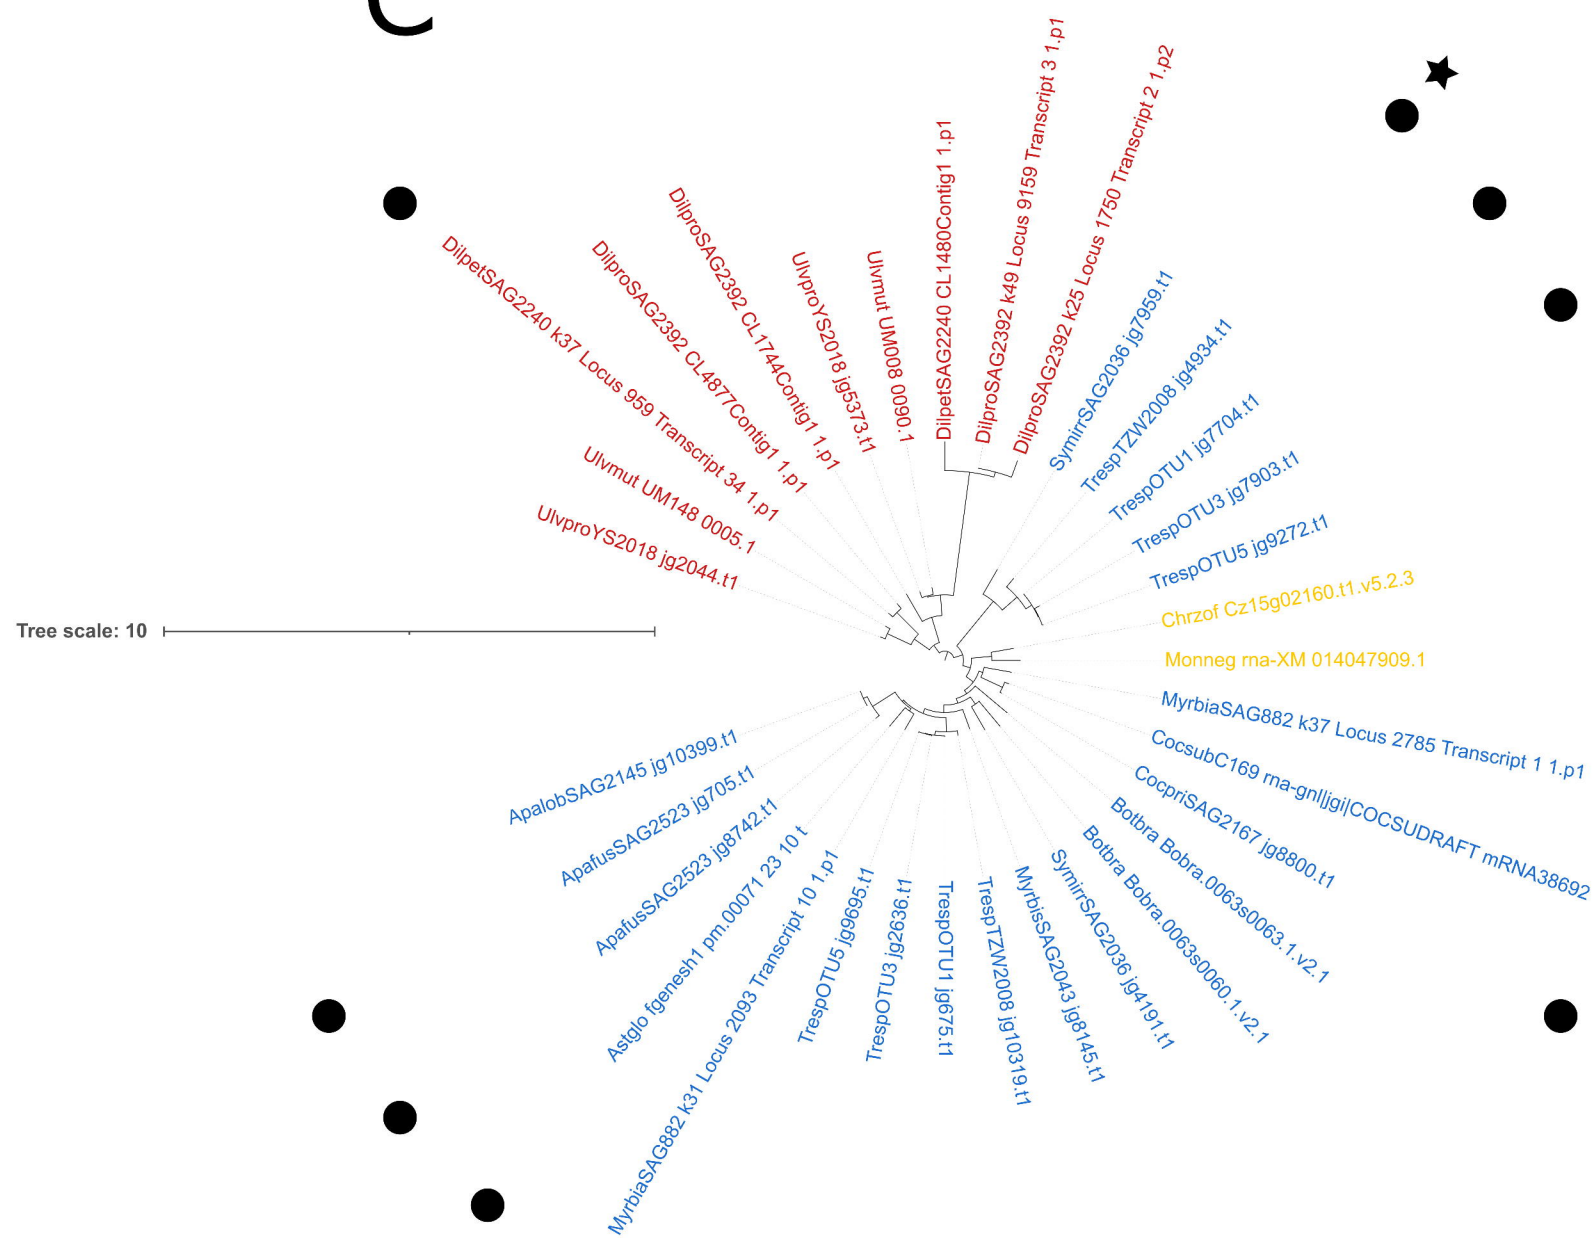 C
DilpetSAG2240 CL1480Contig1 1.p1
DilproSAG2392 k49 Locus 9159 Transcript 3 1.p1
DilproSAG2392 k25 Locus 1750 Transcript 2 1.p2
SymirrSAG2036 jg7959.t1
TrespTZW2008 jg4934.t1
TrespOTU1 jg7704.t1
TrespOTU3 jg7903.t1
TrespOTU5 jg9272.t1
Chrzof Cz15g02160.t1.v5.2.3
Monneg rna-XM 014047909.1
MyrbiaSAG882 k37 Locus 2785 Transcript 1 1.p1
CocsubC169 rna-gnl|jgi|COCSUDRAFT mRNA38692
CocpriSAG2167 jg8800.t1
Botbra Bobra.0063s0063.1.v2.1
Botbra Bobra.0063s0060.1.v2.1
SymirrSAG2036 jg4191.t1
MyrbisSAG2043 jg8145.t1
TrespTZW2008 jg10319.t1
TrespOTU1 jg675.t1
TrespOTU3 jg2636.t1
TrespOTU5 jg9695.t1
MyrbiaSAG882 k31 Locus 2093 Transcript 10 1.p1
Astglo fgenesh1 pm.00071 23 10 t
ApafusSAG2523 jg8742.t1
ApafusSAG2523 jg705.t1
ApalobSAG2145 jg10399.t1
Tree scale: 10
UlvproYS2018 jg2044.t1
Ulvmut UM148 0005.1
DilpetSAG2240 k37 Locus 959 Transcript 34 1.p1
DilproSAG2392 CL4877Contig1 1.p1
DilproSAG2392 CL1744Contig1 1.p1
UlvproYS2018 jg5373.t1
Ulvmut UM008 0090.1